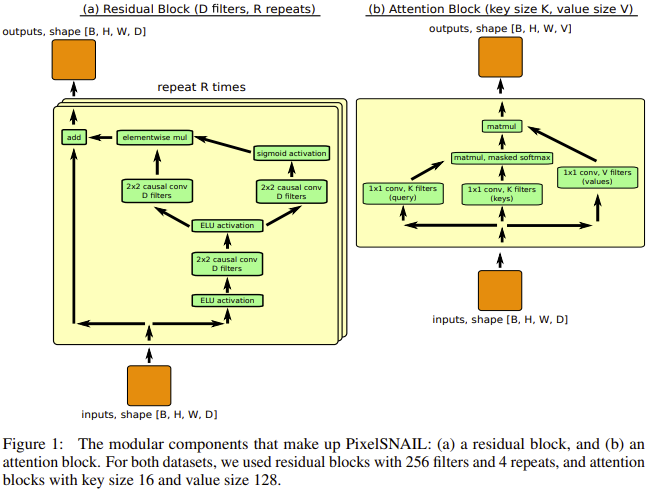 (a) Residual Block (D filters, R repeats)
outputs, shape [B, H, W, D]
repeat R times
add
elementwise mul
sigmoid activation
2x2 causal conv
D filters
2x2 causal conv
D filters
ELU activation
2x2 causal conv
D filters
ELU activation
inputs, shape [B, H, W, D]
(b) Attention Block (key size K, value size V)
outputs, shape [B, H, W, V]
matmul
matmul, masked softmax
1x1 conv, K filters
(query)
1x1 conv, K filters
(keys)
1x1 conv, V filters
(values)
inputs, shape [B, H, W, D]
Figure 1: The modular components that make up PixelSNAIL: (a) a residual block, and (b) an
attention block. For both datasets, we used residual blocks with 256 filters and 4 repeats, and attention
blocks with key size 16 and value size 128.